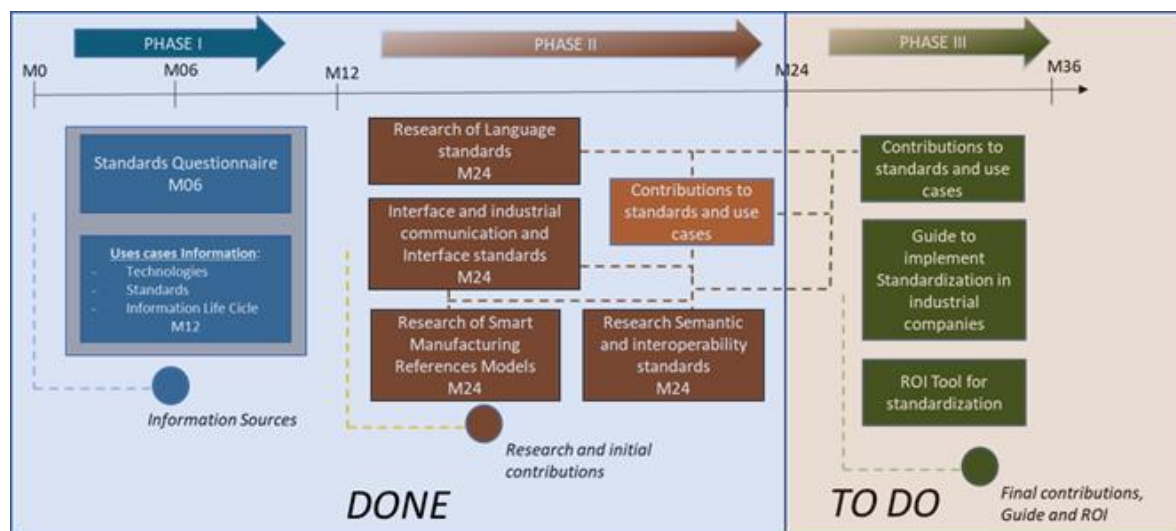 PHASE I
PHASE II
PHASE III
M0
M06
M12
M24
M36
Standards Questionnaire
M06
Uses cases Information:
- Technologies
- Standards
- Information Life Cicle
M12
Information Sources
Research of Language
standards
M24
Interface and industrial
communication and
Interface standards
M24
Research of Smart
Manufacturing
References Models
M24
Contributions to
standards and use
cases
Research Semantic
and interoperability
standards
M24
Research and initial
contributions
DONE
Contributions to
standards and use
cases
Guide to
implement
Standardization in
industrial
companies
ROI Tool for
standardization
TO DO
Final contributions,
Guide and ROI